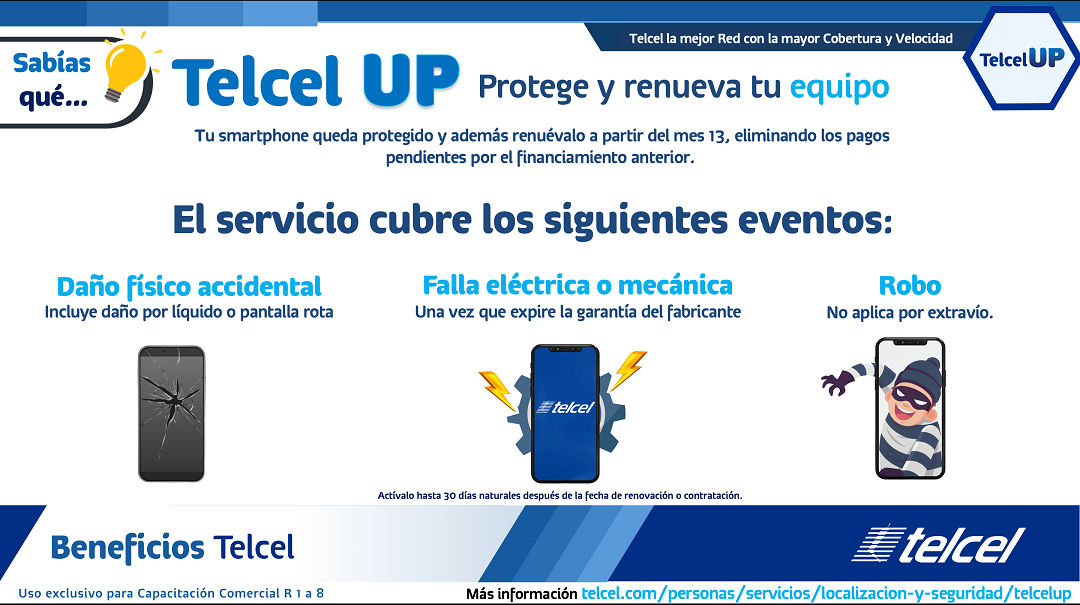 Telcel la mejor Red con la mayor Cobertura y Velocidad
TelcelUP
Sabías
qué...
Telcel UP Protege y renueva tu equipo
Tu smartphone queda protegido y además renuévalo a partir del mes 13, eliminando los pagos
pendientes por el financiamiento anterior.
El servicio cubre los siguientes eventos:
Daño físico accidental
Incluye daño por líquido o pantalla rota
Falla eléctrica o mecánica
Una vez que expire la garantía del fabricante
Robo
No aplica por extravío.
telcel
Actívalo hasta 30 días naturales después de la fecha de renovación o contratación.
Beneficios Telcel
telcel
Uso exclusivo para Capacitación Comercial R 1 a 8
Más información telcel.com/personas/servicios/localizacion-y-seguridad/telcelup